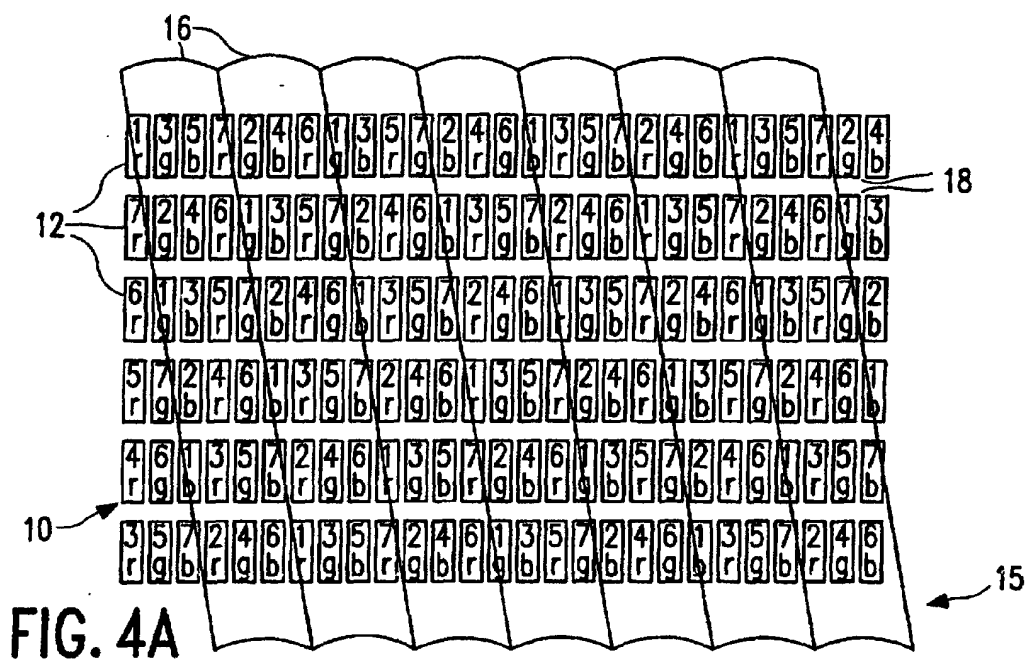 16
1 3 5 7 2 4 6 1 3 5 7 2 4 6 1 3 5 7 2 4 6 1 3 5 7 2 4
r g b r g b r g b r g b r g b r g b r g b r g b r g b
18
12
7 2 4 6 1 3 5 7 2 4 6 1 3 5 7 2 4 6 1 3 5 7 2 4 6 1 3
r g b r g b r g b r g b r g b r g b r g b r g b r g b
6 1 3 5 7 2 4 6 1 3 5 7 2 4 6 1 3 5 7 2 4 6 1 3 5 7 2
r g b r g b r g b r g b r g b r g b r g b r g b r g b
5 7 2 4 6 1 3 5 7 2 4 6 1 3 5 7 2 4 6 1 3 5 7 2 4 6 1
r g b r g b r g b r g b r g b r g b r g b r g b r g b
4 6 1 3 5 7 2 4 6 1 3 5 7 2 4 6 1 3 5 7 2 4 6 1 3 5 7
r g b r g b r g b r g b r g b r g b r g b r g b r g b
10
3 5 7 2 4 6 1 3 5 7 2 4 6 1 3 5 7 2 4 6 1 3 5 7 2 4 6
r g b r g b r g b r g b r g b r g b r g b r g b r g b
15
FIG. 4A